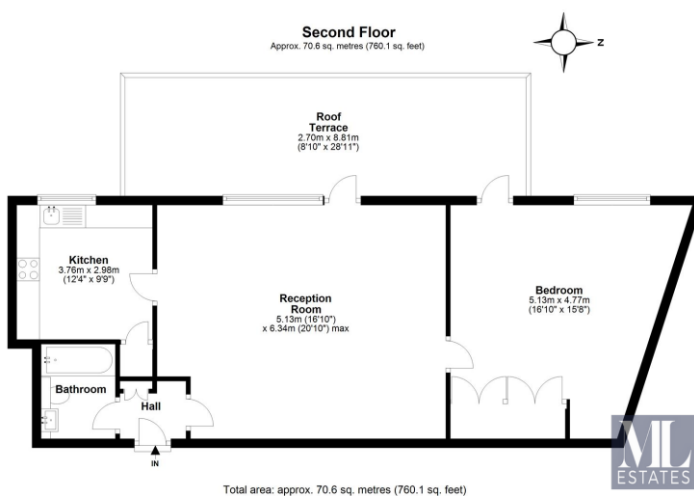 Second Floor
Approx. 70.6 sq. metres (760.1 sq. feet)
Z
Roof
Terrace
2.70m x 8.81m
(8'10" x 28'11")
Kitchen
3.76m x 2.98m
(12'4" x 9'9")
Reception
Room
5.13m (16'10")
x 6.34m (20'10") max
Bedroom
5.13m x 4.77m
(16'10" x 15'8")
Bathroom
Hall
IN
ML
ESTATES
Total area: approx. 70.6 sq. metres (760.1 sq. feet)